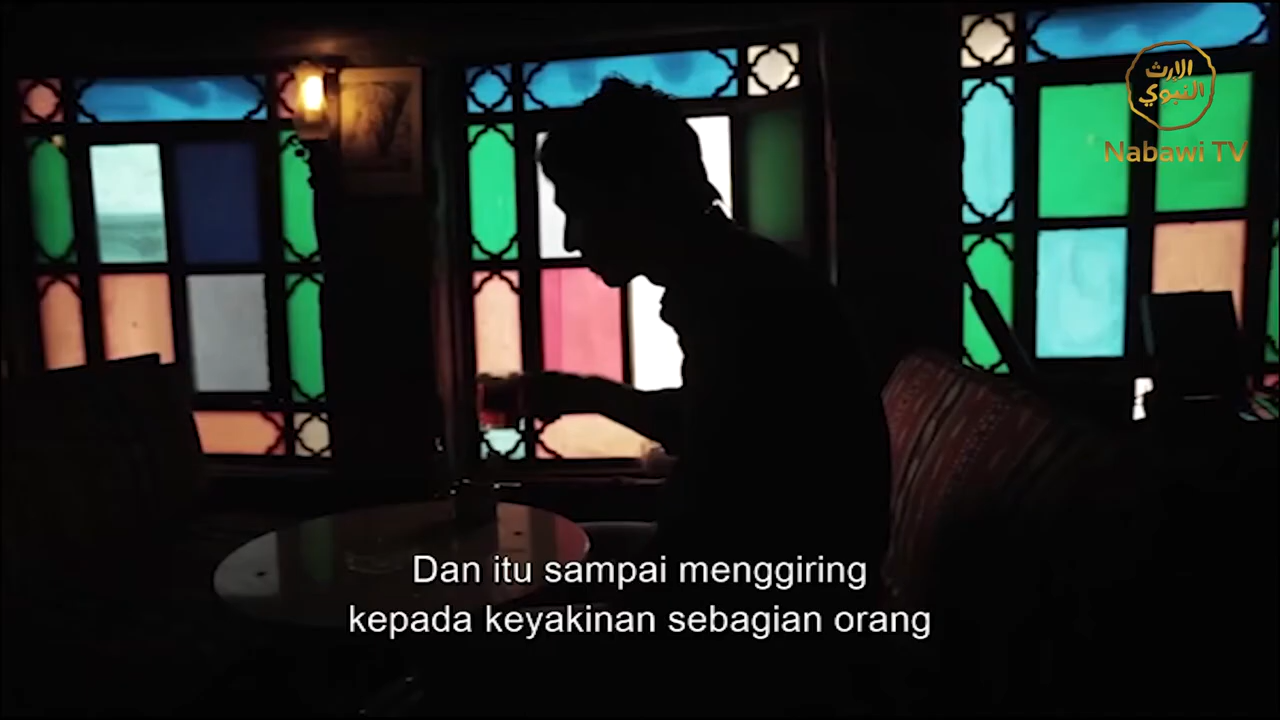 الإرث
النبوي
Nabawi TV
Dan itu sampai menggiring
kepada keyakinan sebagian orang